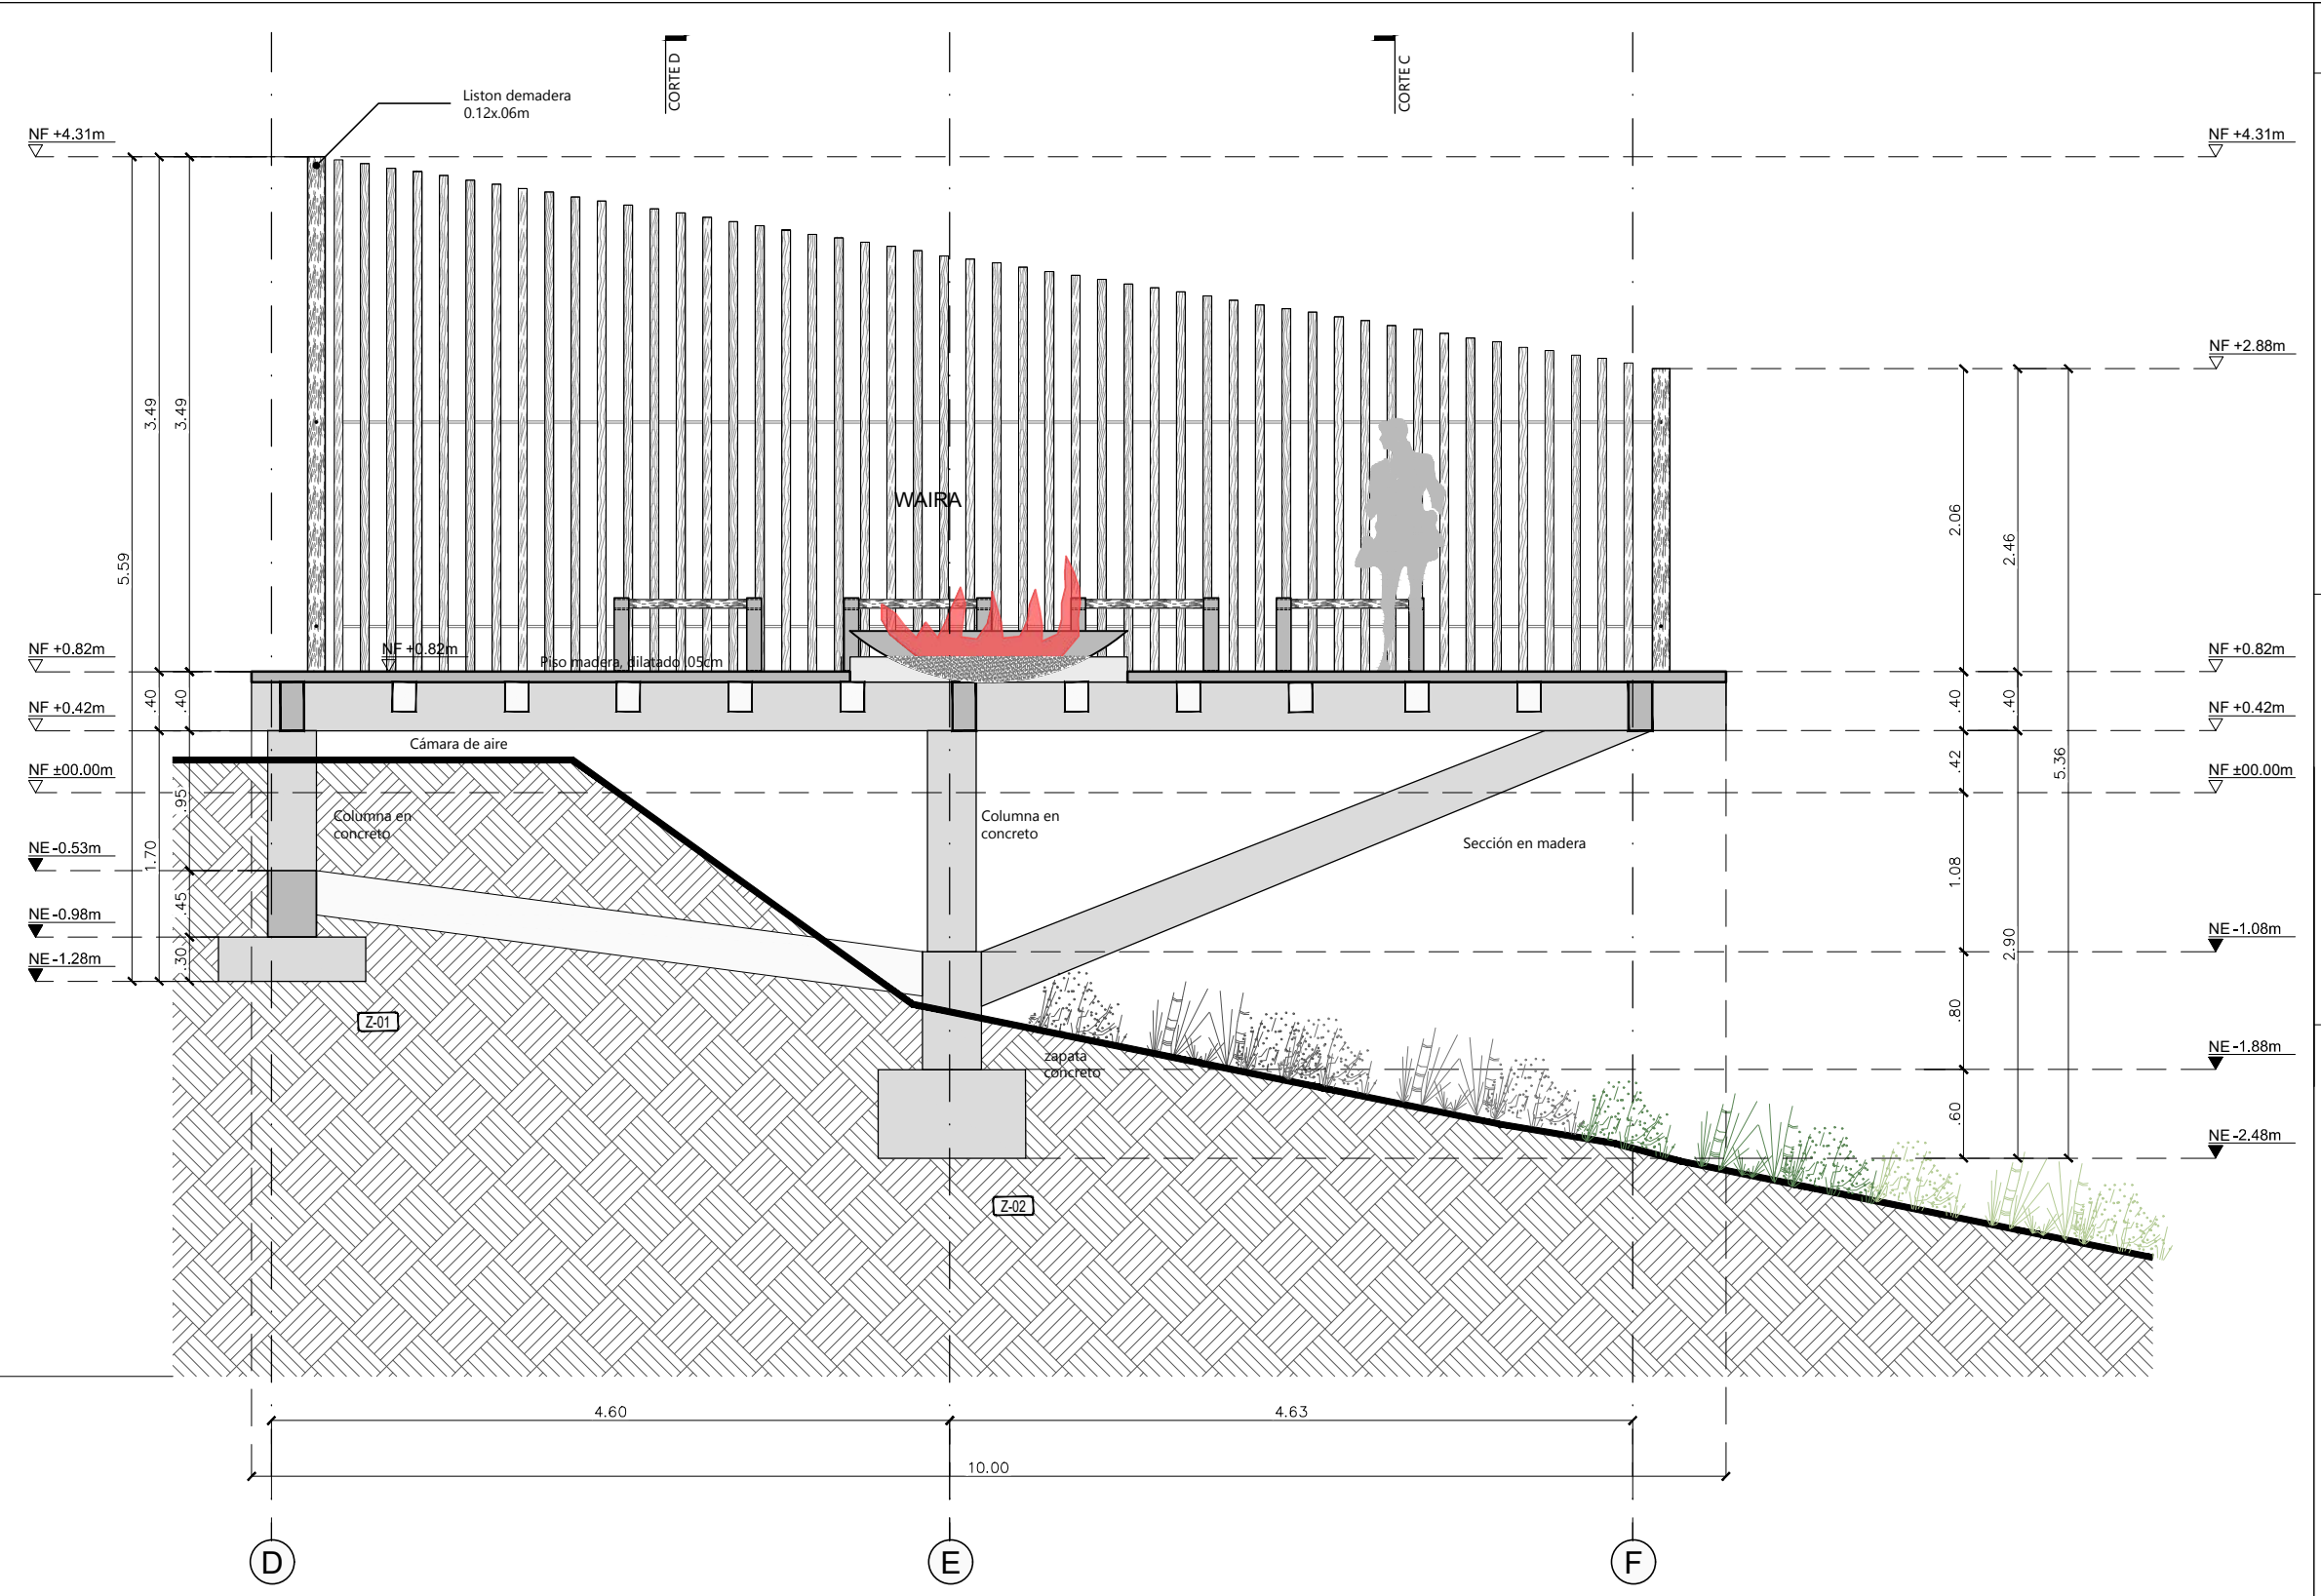 CORTE D
CORTE C
Liston demadera
0.12x.06m
NF +4.31m
NF +4.31m
NF +2.88m
3.49
3.49
5.59
WAIRA
2.06
2.46
NF +0.82m
NF +0.82m
Piso madera, dilatado .05cm
NF +0.82m
.40
.40
.40
.40
NF +0.42m
NF +0.42m
Cámara de aire
NF ±00.00m
.42
5.36
NF ±00.00m
.95
Columna en
concreto
Columna en
concreto
Sección en madera
NE-0.53m
1.70
1.08
.45
NE-0.98m
2.90
NE-1.08m
NE-1.28m
.30
Z-01
.80
zapata
concreto
NE-1.88m
.60
NE-2.48m
Z-02
4.60
4.63
10.00
D
E
F